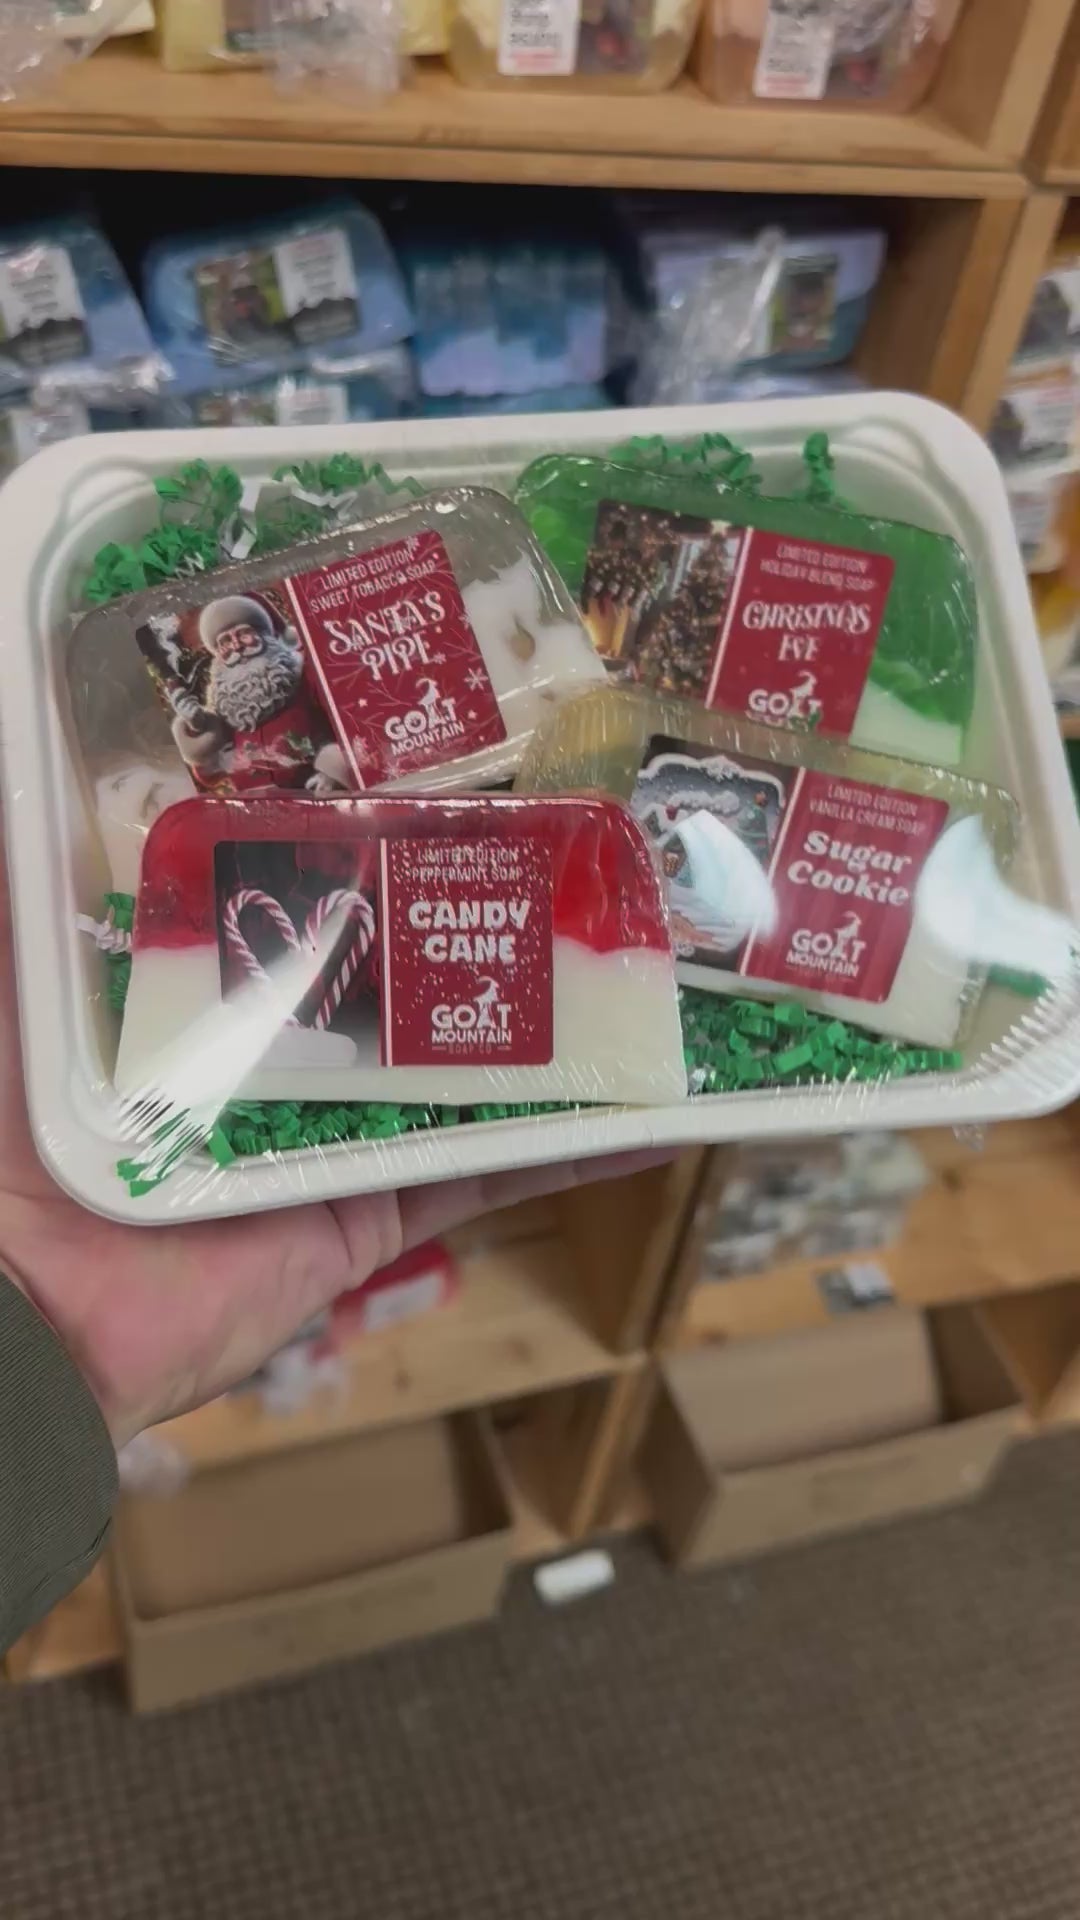 LIMITED EDITION
SWEET TOBACCO SOAP
SANTA'S
PIPE
GOAT
MOUNTAIN
LIMITED EDITION
HOLIDAY BLEND SOAP
CHRISTMAS
EVE
GOAT
LIMITED EDITION
VANILLA CREAM SOAP
Sugar
Cookie
GOAT
MOUNTAIN
LIMITED EDITION
PEPPERMINT SOAP
CANDY
CANE
GOAT
MOUNTAIN
SOAP CO